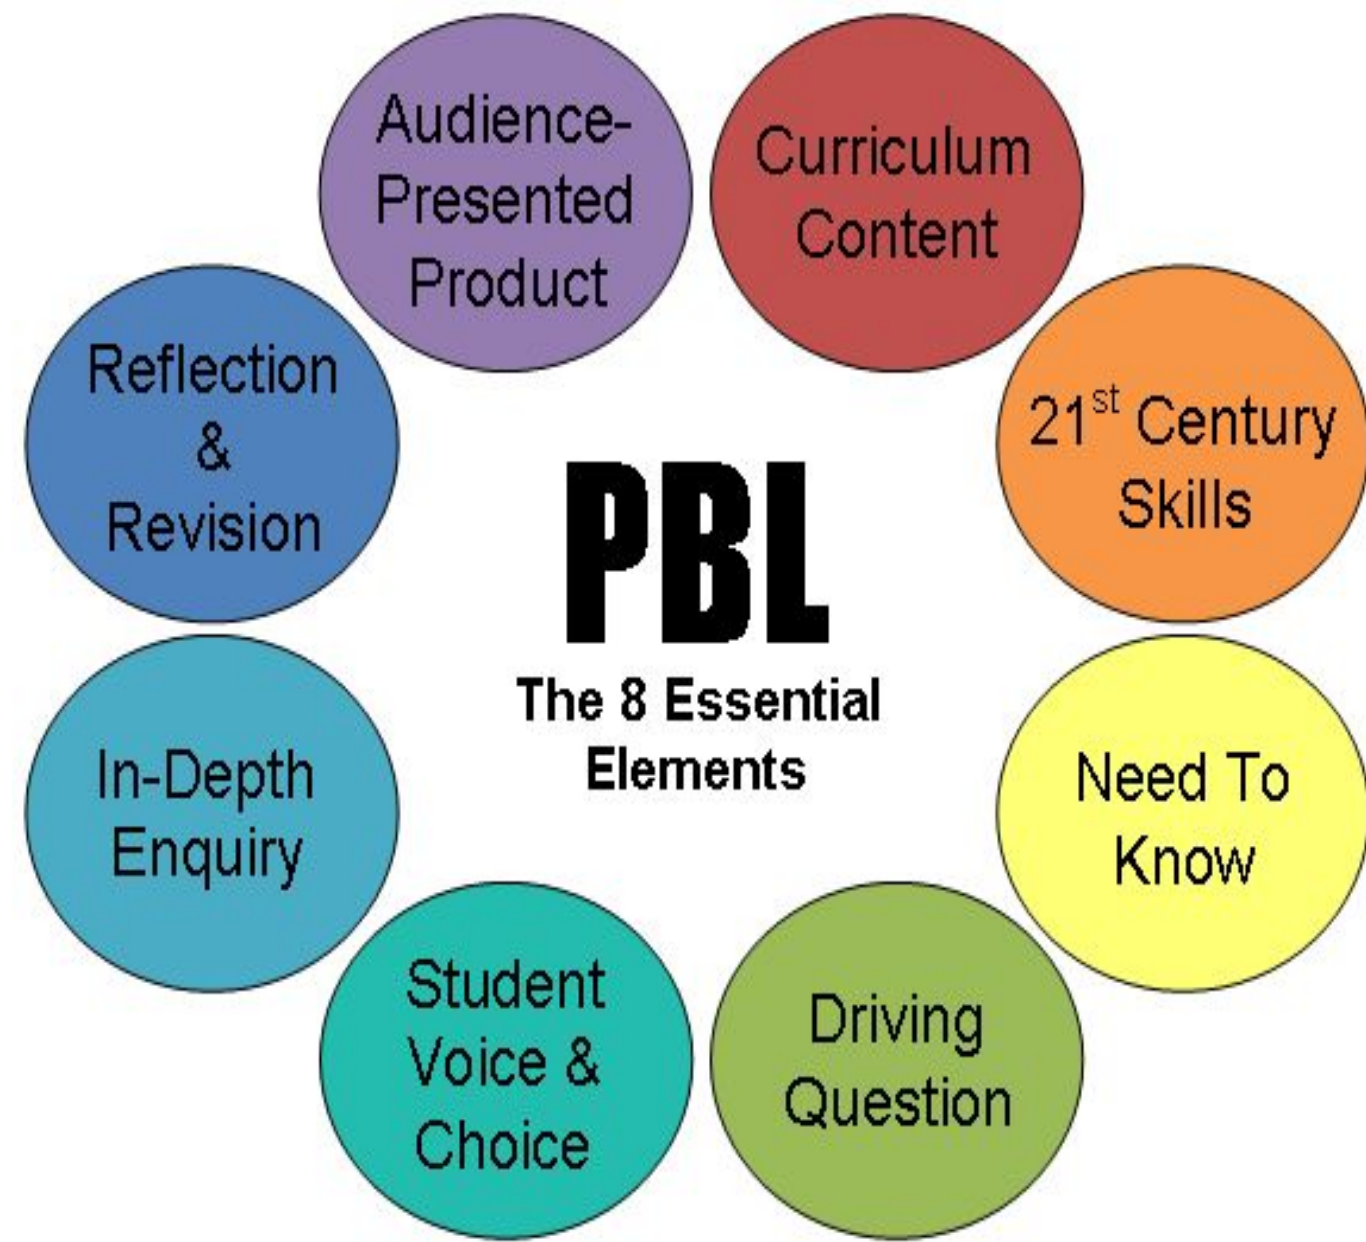 PBL
The 8 Essential
Elements
Curriculum
Content
21st Century
Skills
Need To
Know
Driving
Question
Student
Voice &
Choice
In-Depth
Enquiry
Reflection
&
Revision
Audience-
Presented
Product